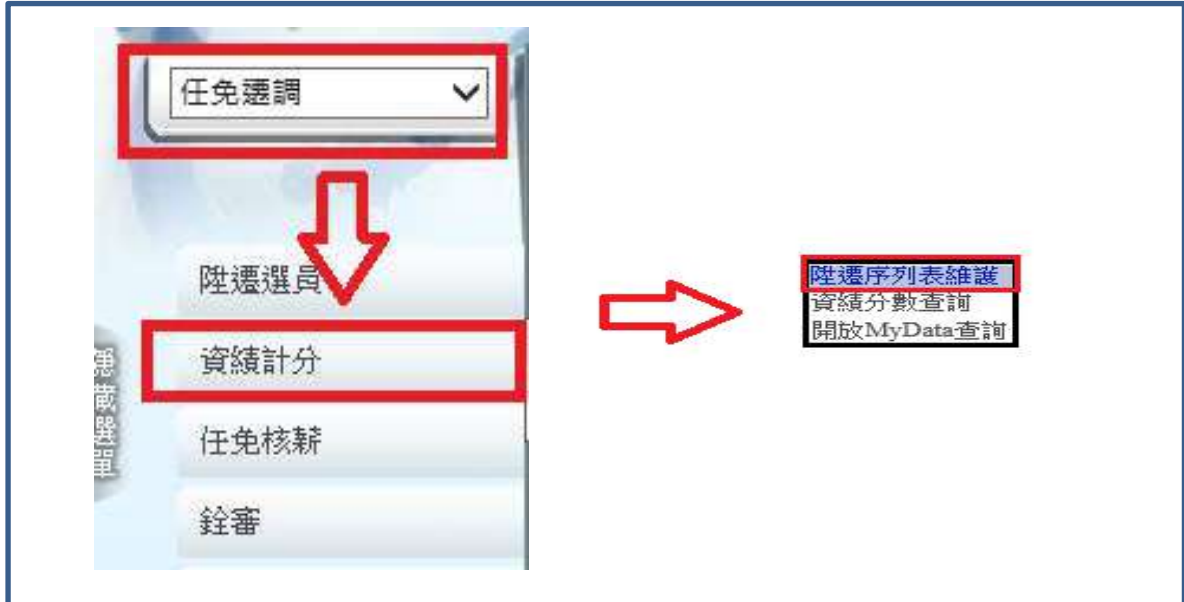 任免遷調
陞遷選員
資績計分
任免核薪
銓審
隱藏選單
陞遷序列表維護
資績分數查詢
開放MyData查詢